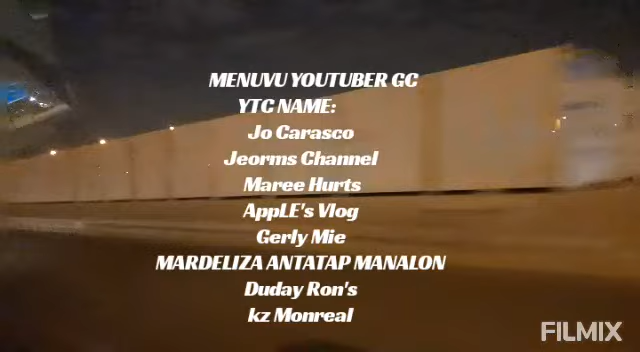 MENUVU YOUTUBER GC
YTC NAME:
Jo Carasco
Jeorms Channel
Maree Hurts
AppLE's Vlog
Gerly Mie
MARDELIZA ANTATAP MANALON
Duday Ron's
kz Monreal
FILMIX